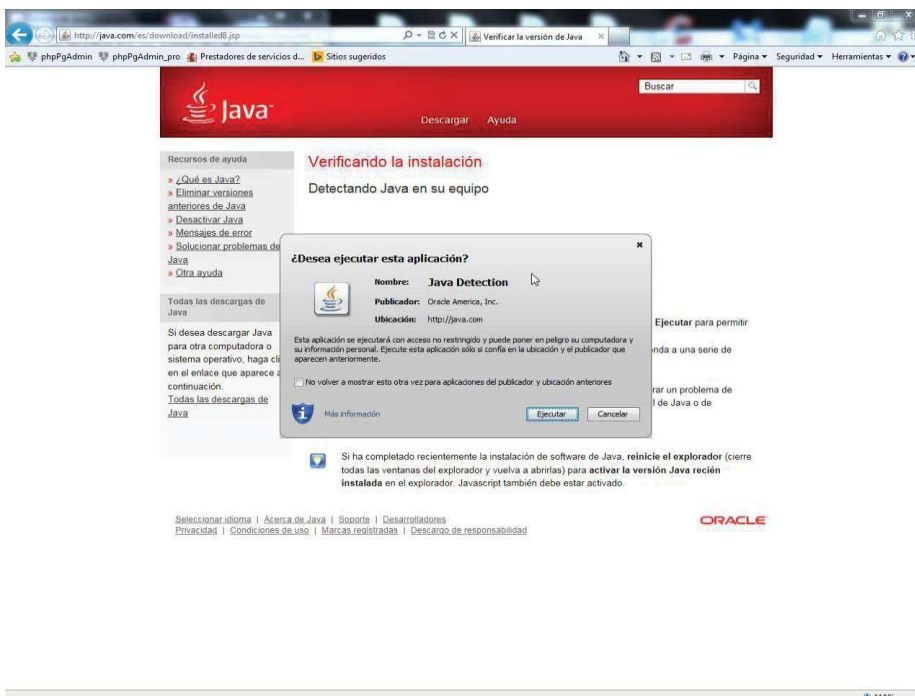 http://java.com/es/download/installed8.jsp
Verificar la versión de Java
phpPgAdmin
phpPgAdmin_pro
Prestadores de servicios d...
Sitios sugeridos
Página
Seguridad
Herramientas
Java
Buscar
Descargar
Ayuda
Recursos de ayuda
» ¿Qué es Java?
» Eliminar versiones
anteriores de Java
» Desactivar Java
» Mensajes de error
» Solucionar problemas de
Java
» Otra ayuda
Todas las descargas de
Java
Si desea descargar Java
para otra computadora o
sistema operativo, haga cli
en el enlace que aparece a
continuación.
Todas las descargas de
Java
Verificando la instalación
Detectando Java en su equipo
¿Desea ejecutar esta aplicación?
Nombre: Java Detection
Publicador: Oracle America, Inc.
Ubicación: http://java.com
Esta aplicación se ejecutará con acceso no restringido y puede poner en peligro su computadora y
su información personal. Ejecute esta aplicación sólo si confía en la ubicación y el publicador que
aparecen anteriormente.
No volver a mostrar esto otra vez para aplicaciones del publicador y ubicación anteriores
Más información
Ejecutar
Cancelar
Ejecutar para permitir
nda a una serie de
rar un problema de
l de Java o de
Si ha completado recientemente la instalación de software de Java, reinicie el explorador (cierre
todas las ventanas del explorador y vuelva a abrirlas) para activar la versión Java recién
instalada en el explorador. Javascript también debe estar activado.
Seleccionar idioma | Acerca de Java | Soporte | Desarrolladores
Privacidad | Condiciones de uso | Marcas registradas | Descargo de responsabilidad
ORACLE